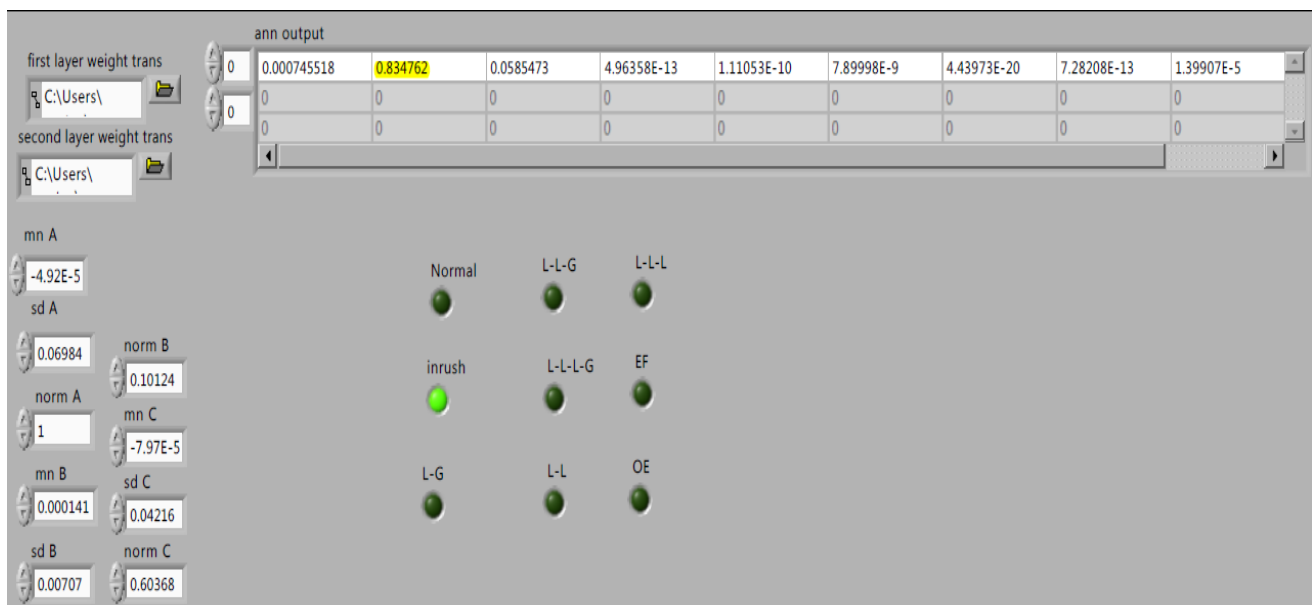 ann output
first layer weight trans
C:\Users\
second layer weight trans
C:\Users\
0 0.000745518 0.834762 0.0585473 4.96358E-13 1.11053E-10 7.89998E-9 4.43973E-20 7.28208E-13 1.39907E-5
0 0 0 0 0 0 0 0 0 0
0 0 0 0 0 0 0 0 0
mn A
-4.92E-5
sd A
0.06984
norm A
1
mn B
0.000141
sd B
0.00707
norm B
0.10124
mn C
-7.97E-5
sd C
0.04216
norm C
0.60368
Normal L-L-G L-L-L
inrush L-L-L-G EF
L-G L-L OE